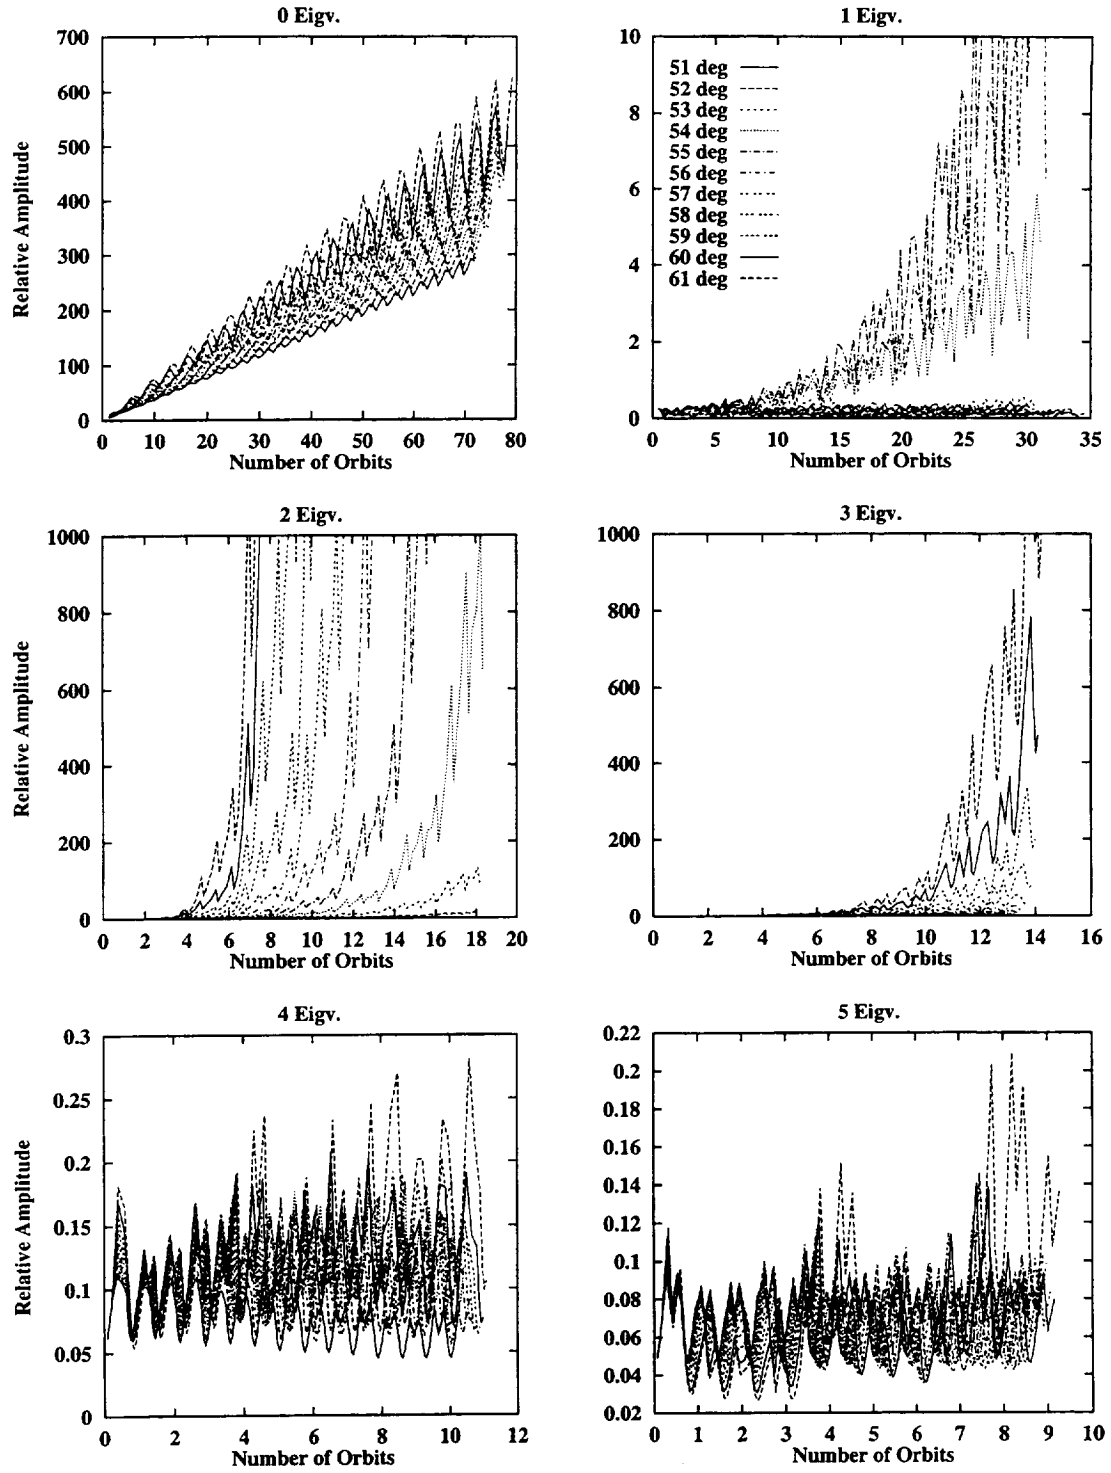 0 Eigv.
700
600
500
400
300
200
100
0
Relative Amplitude
0 10 20 30 40 50 60 70 80
Number of Orbits
1 Eigv.
10
8
6
4
2
0
51 deg
52 deg
53 deg
54 deg
55 deg
56 deg
57 deg
58 deg
59 deg
60 deg
61 deg
0 5 10 15 20 25 30 35
Number of Orbits
2 Eigv.
1000
800
600
400
200
0
Relative Amplitude
0 2 4 6 8 10 12 14 16 18 20
Number of Orbits
3 Eigv.
1000
800
600
400
200
0
0 2 4 6 8 10 12 14 16
Number of Orbits
4 Eigv.
0.3
0.25
0.2
0.15
0.1
0.05
0
Relative Amplitude
0 2 4 6 8 10 12
Number of Orbits
5 Eigv.
0.22
0.2
0.18
0.16
0.14
0.12
0.1
0.08
0.06
0.04
0.02
0 1 2 3 4 5 6 7 8 9 10
Number of Orbits